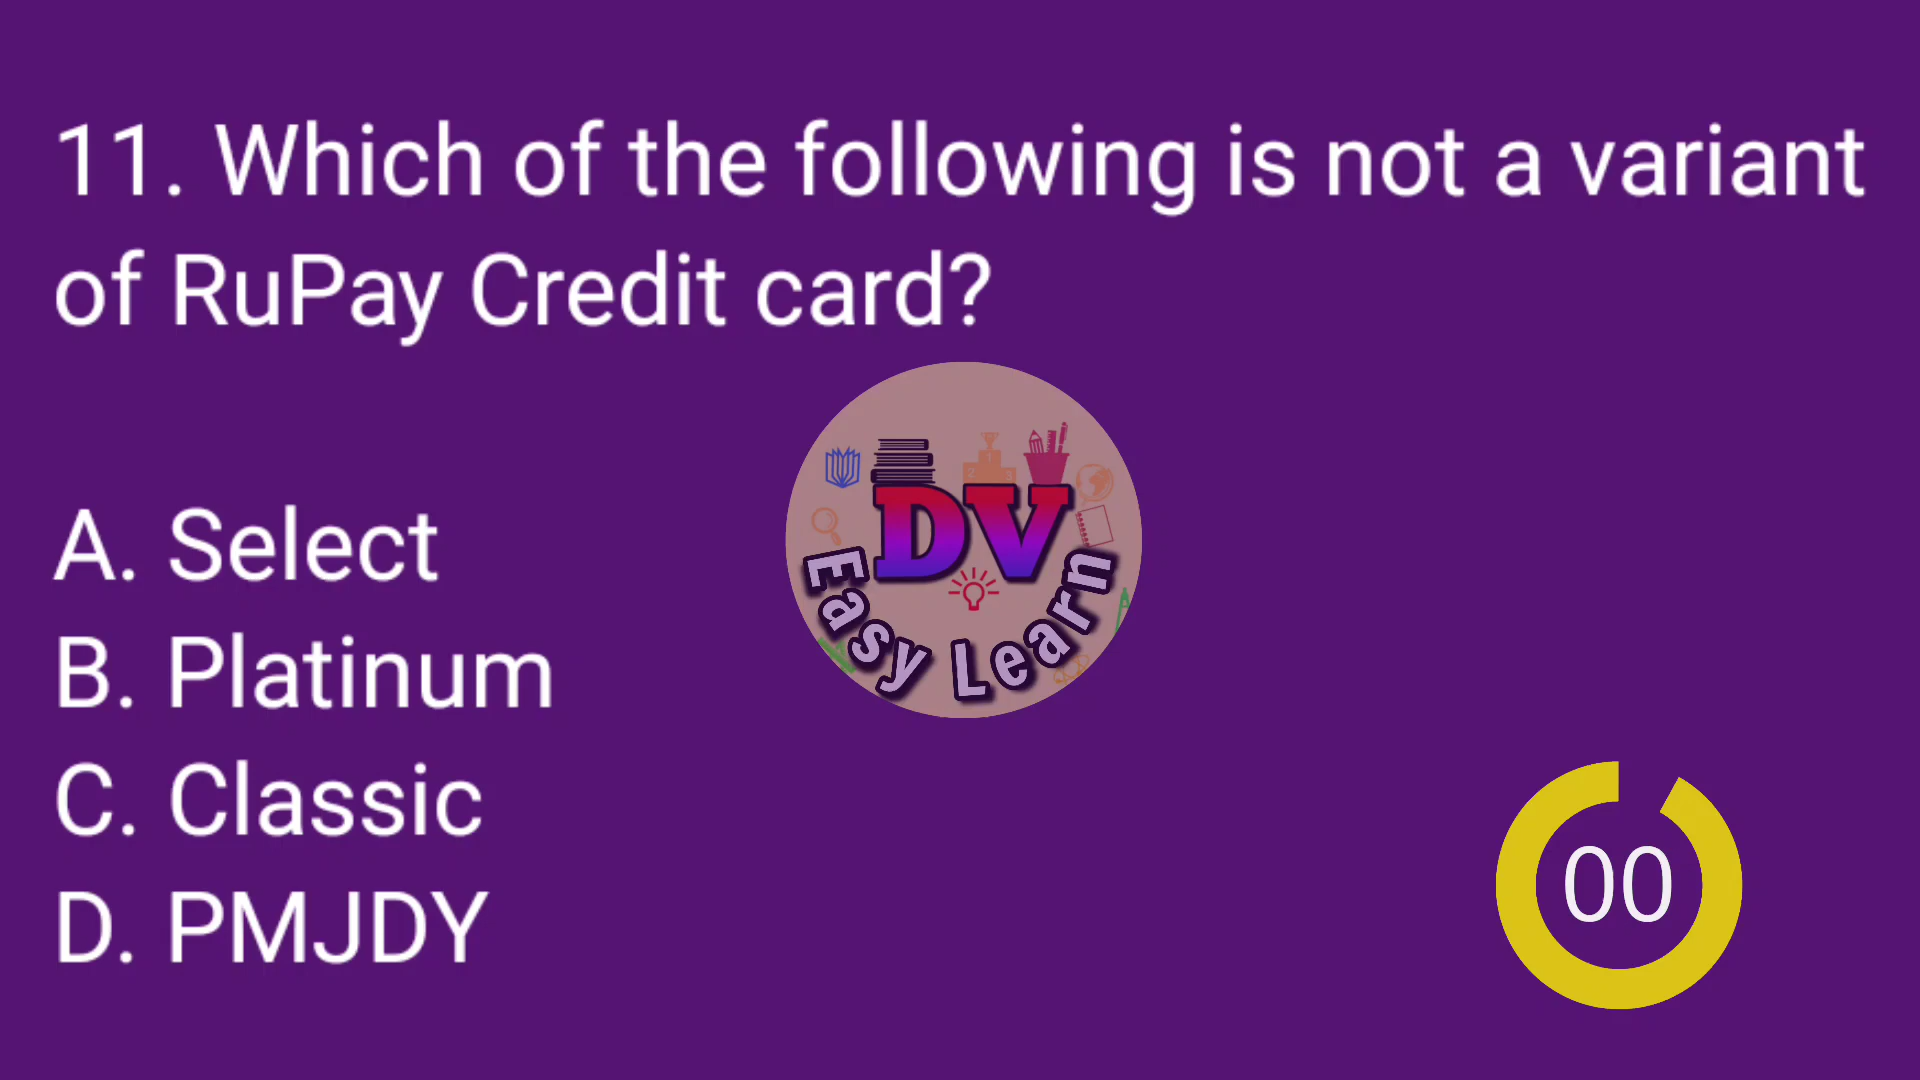 11. Which of the following is not a variant
of RuPay Credit card?
DV
Easy Learn
A. Select
B. Platinum
C. Classic
D. PMJDY
00